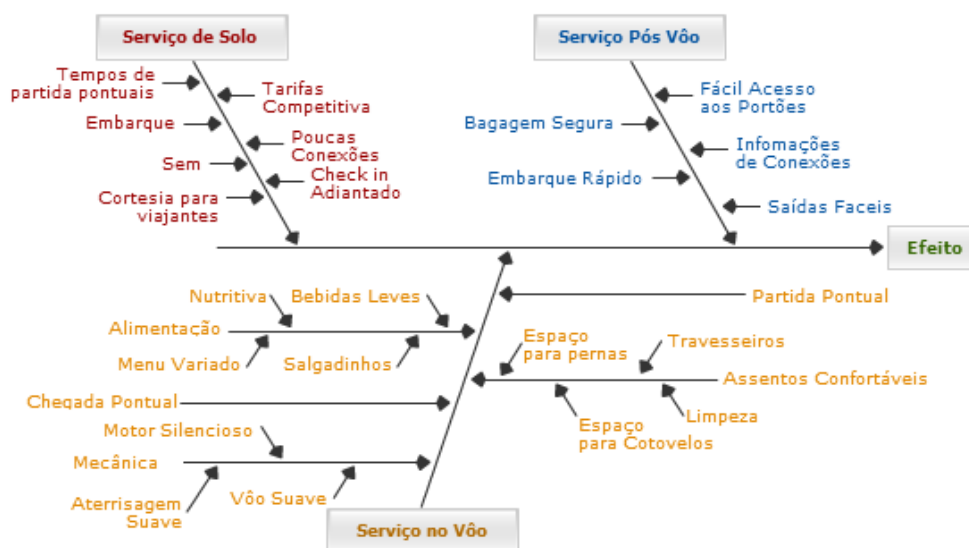 Serviço de Solo
Serviço Pós Vôo
Tempos de
partida pontuais
Tarifas
Competitiva
Embarque
Poucas
Conexões
Sem
Check in
Adiantado
Cortesia para
viajantes
Fácil Acesso
aos Portões
Bagagem Segura
Infomações
de Conexões
Embarque Rápido
Saídas Faceis
Efeito
Nutritiva
Bebidas Leves
Partida Pontual
Alimentação
Menu Variado
Salgadinhos
Espaço
para pernas
Travesseiros
Assentos Confortáveis
Chegada Pontual
Espaço
para Cotovelos
Limpeza
Motor Silencioso
Mecânica
Aterrisagem
Suave
Vôo Suave
Serviço no Vôo